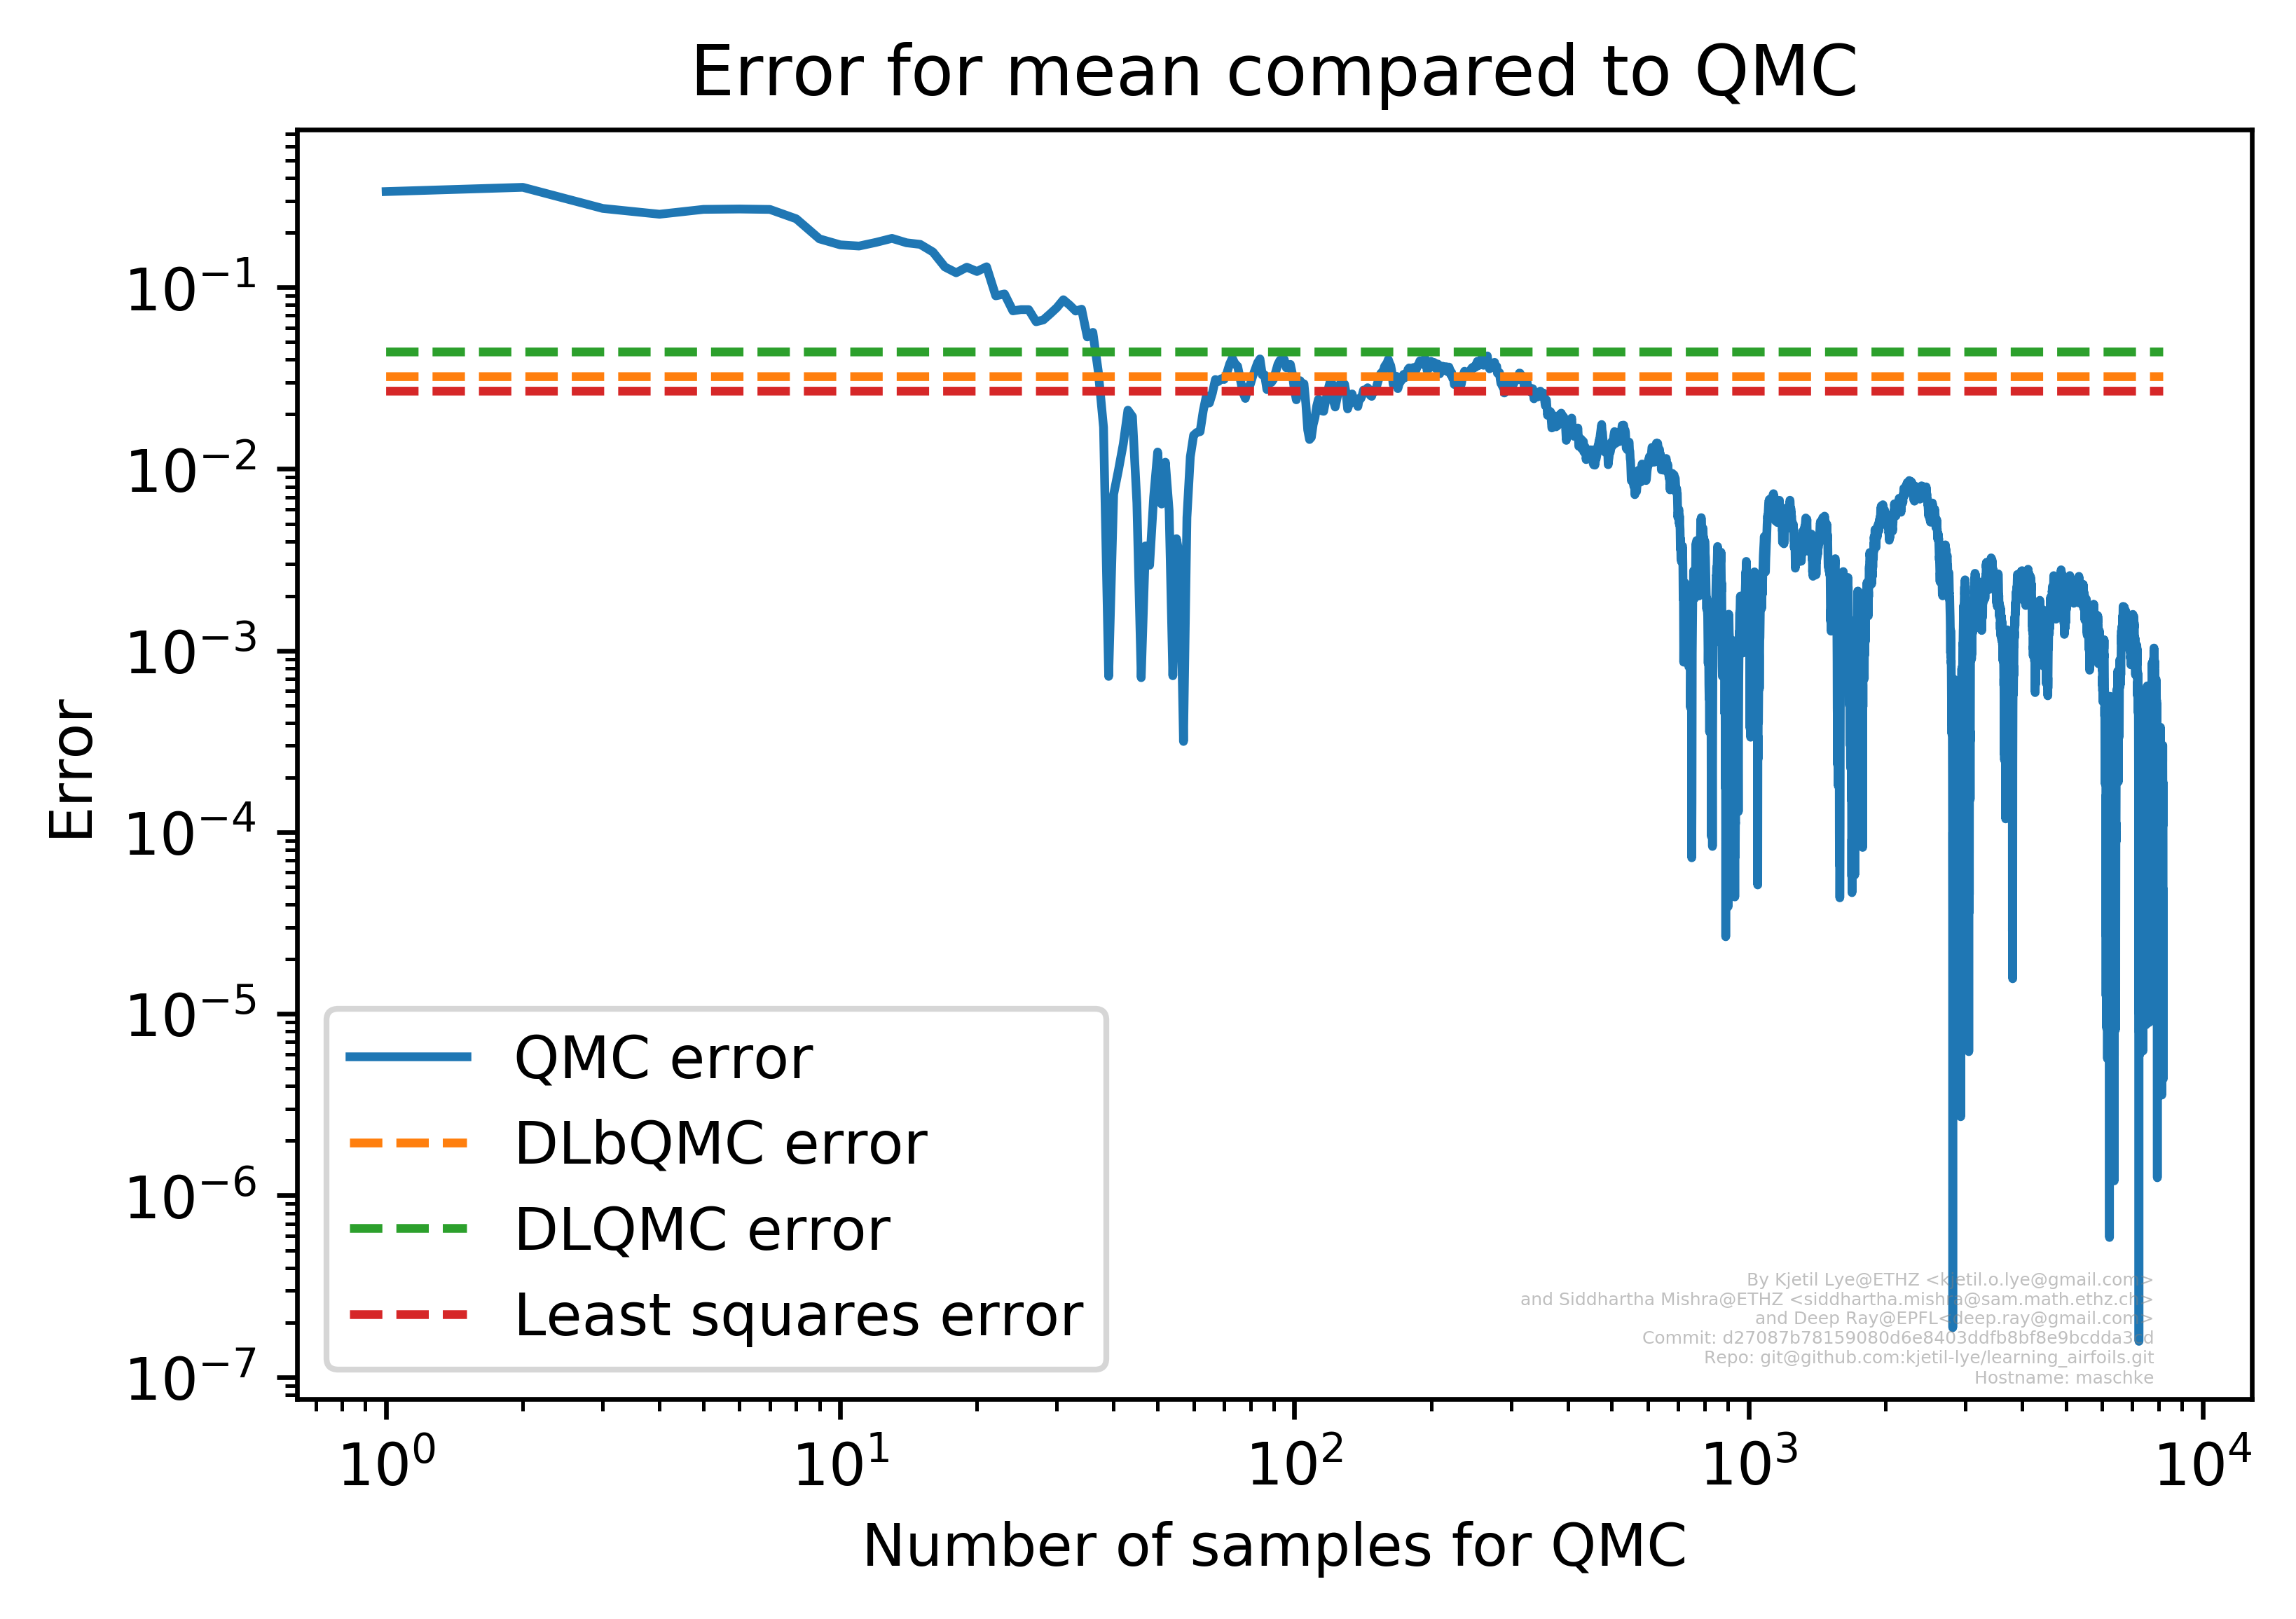 Error for mean compared to QMC
Error
10⁻¹
10⁻²
10⁻³
10⁻⁴
10⁻⁵
10⁻⁶
10⁻⁷
QMC error
DLbQMC error
DLQMC error
Least squares error
By Kjetil Lye@ETHZ <kjetil.o.lye@gmail.com>
and Siddhartha Mishra@ETHZ <siddhartha.mishra@sam.math.ethz.ch>
and Deep Ray@EPFL<deep.ray@gmail.com>
Commit:
Repo: git@github.com:kjetil-lye/learning_airfoils.git
Hostname: maschke
10⁰ 10¹ 10² 10³ 10⁴
Number of samples for QMC